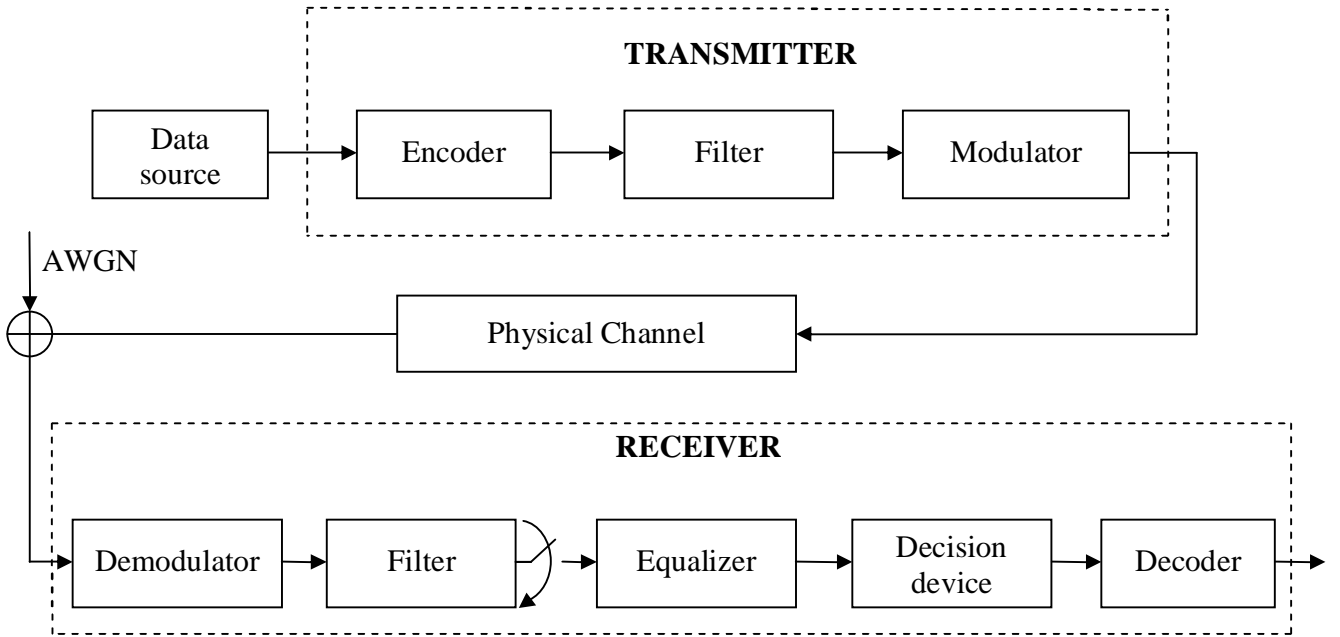 TRANSMITTER
Data
source
Encoder
Filter
Modulator
AWGN
Physical Channel
RECEIVER
Demodulator
Filter
Equalizer
Decision
device
Decoder